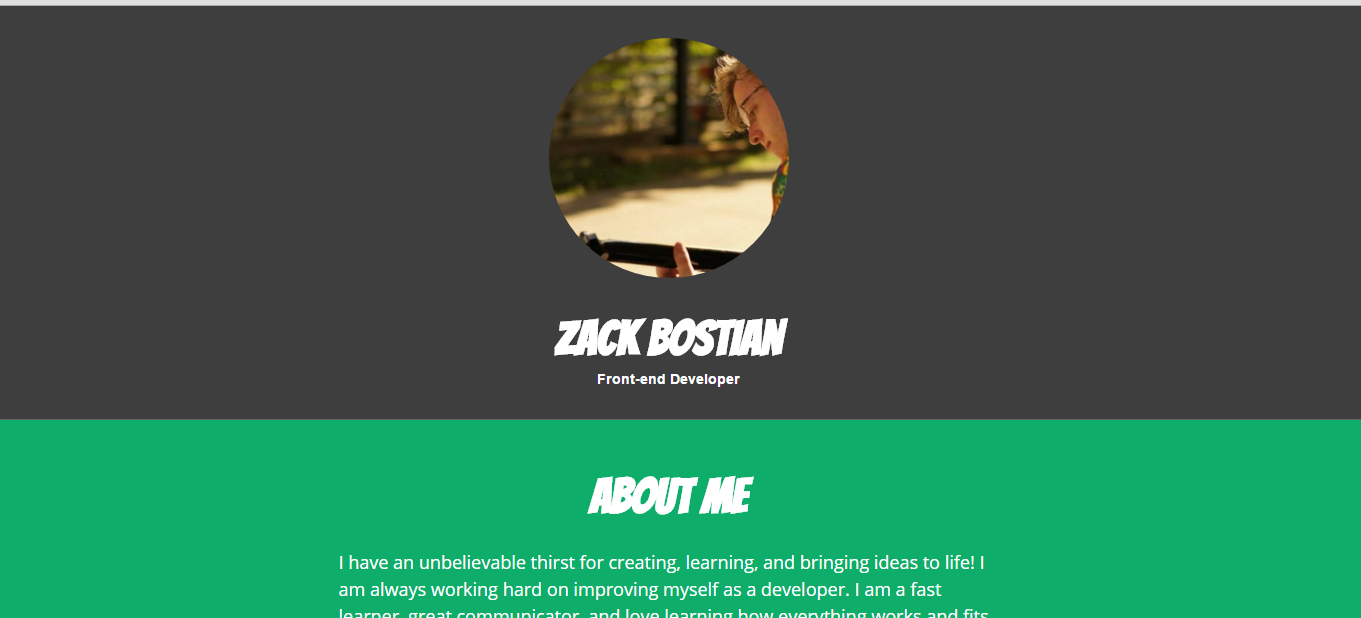 ZACK BOSTIAN
Front-end Developer
ABOUT ME
I have an unbelievable thirst for creating, learning, and bringing ideas to life! I
am always working hard on improving myself as a developer. I am a fast
learner, great communicator, and love learning how everything works and fits